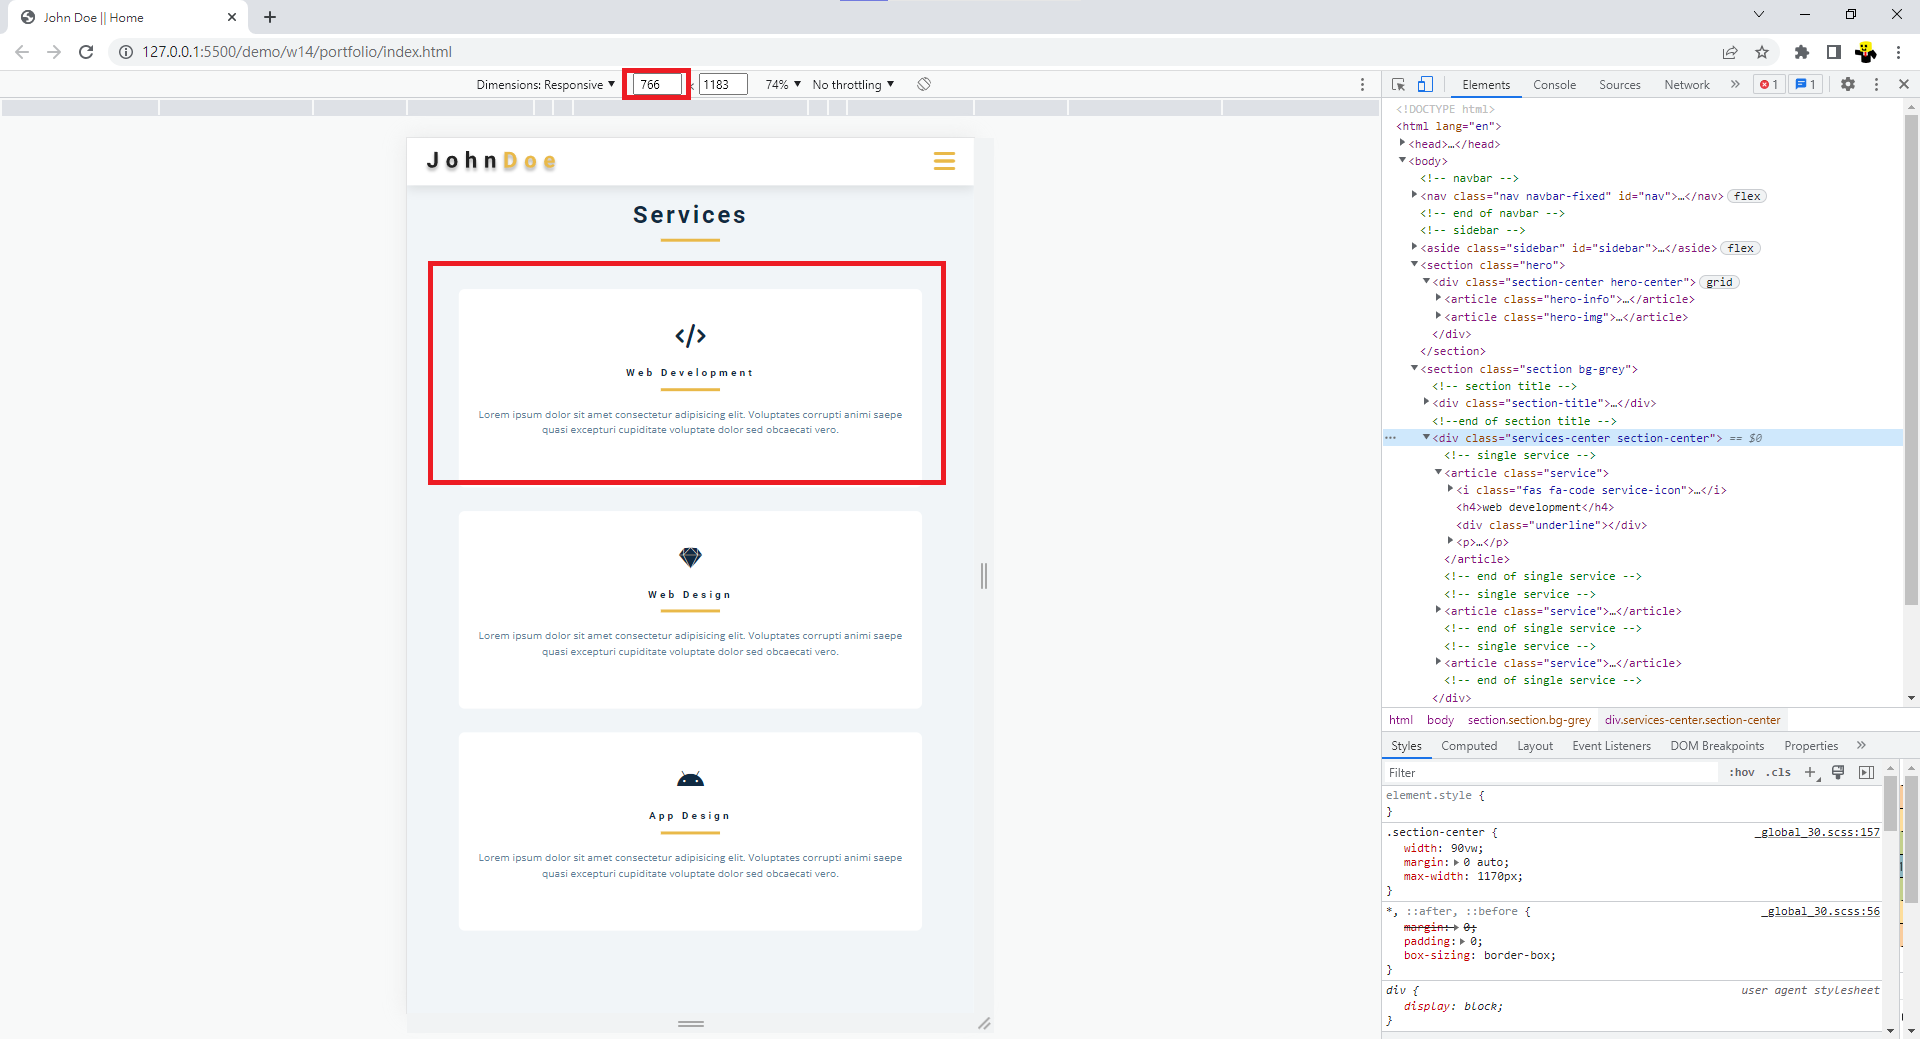 John Doe || Home
127.0.0.1:5500/demo/w14/portfolio/index.html
Dimensions: Responsive ▼ 766 x 1183 74% ▼ No throttling ▼
JohnDoe
Services
Web Development
Lorem ipsum dolor sit amet consectetur adipisicing elit. Voluptates corrupti animi saepe
quasi excepturi cupiditate voluptate dolor sed obcaecati vero.
Web Design
Lorem ipsum dolor sit amet consectetur adipisicing elit. Voluptates corrupti animi saepe
quasi excepturi cupiditate voluptate dolor sed obcaecati vero.
App Design
Lorem ipsum dolor sit amet consectetur adipisicing elit. Voluptates corrupti animi saepe
quasi excepturi cupiditate voluptate dolor sed obcaecati vero.
Elements Console Sources Network » 1 1
<!DOCTYPE html>
<html lang="en">
<head>…</head>
<body>
<!-- navbar -->
<nav class="nav navbar-fixed" id="nav">…</nav> flex
<!-- end of navbar -->
<!-- sidebar -->
<aside class="sidebar" id="sidebar">…</aside> flex
<section class="hero">
<div class="section-center hero-center"> grid
<article class="hero-info">…</article>
<article class="hero-img">…</article>
</div>
</section>
<section class="section bg-grey">
<!-- section title -->
<div class="section-title">…</div>
<!--end of section title -->
<div class="services-center section-center"> == $0
<!-- single service -->
<article class="service">
<i class="fas fa-code service-icon">…</i>
<h4>web development</h4>
<div class="underline"></div>
<p>…</p>
</article>
<!-- end of single service -->
<!-- single service -->
<article class="service">…</article>
<!-- end of single service -->
<!-- single service -->
<article class="service">…</article>
<!-- end of single service -->
</div>
html body section.section.bg-grey div.services-center.section-center
Styles Computed Layout Event Listeners DOM Breakpoints Properties »
Filter :hov .cls +
element.style {
}
.section-center { _global_30.scss:157
width: 90vw;
margin: 0 auto;
max-width: 1170px;
}
*, ::after, ::before { _global_30.scss:56
margin: 0;
padding: 0;
box-sizing: border-box;
}
div { user agent stylesheet
display: block;
}